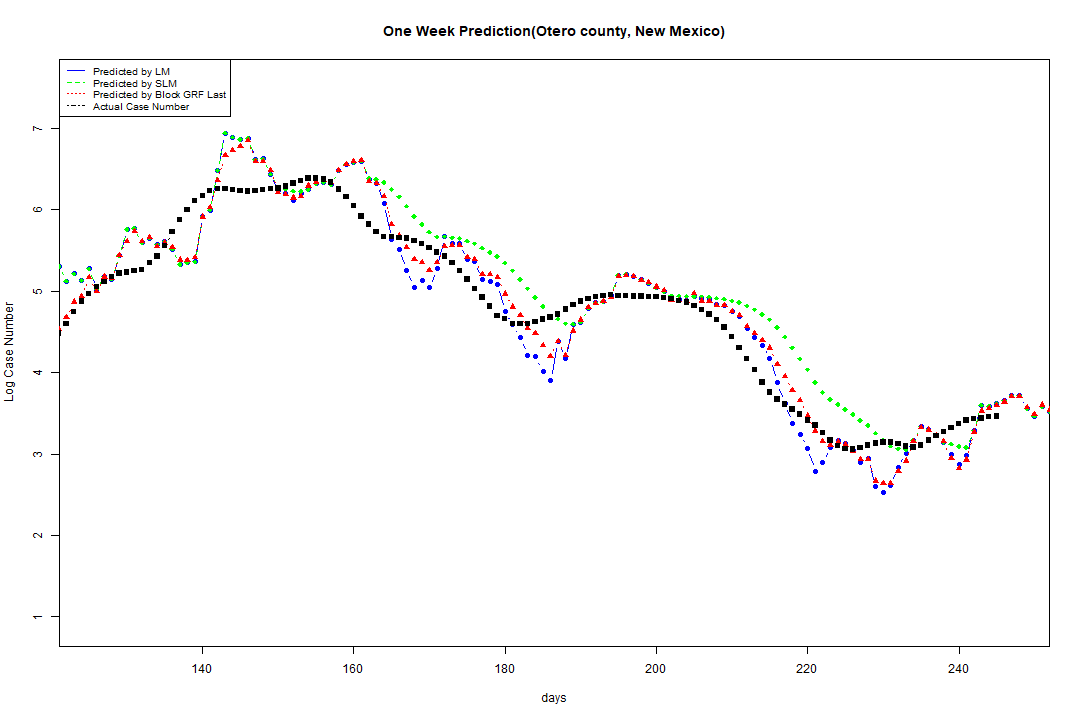 One Week Prediction(Otero county, New Mexico)
Predicted by LM
Predicted by SLM
Predicted by Block GRF Last
Actual Case Number
7
6
5
4
3
2
1
Log Case Number
140 160 180 200 220 240
days